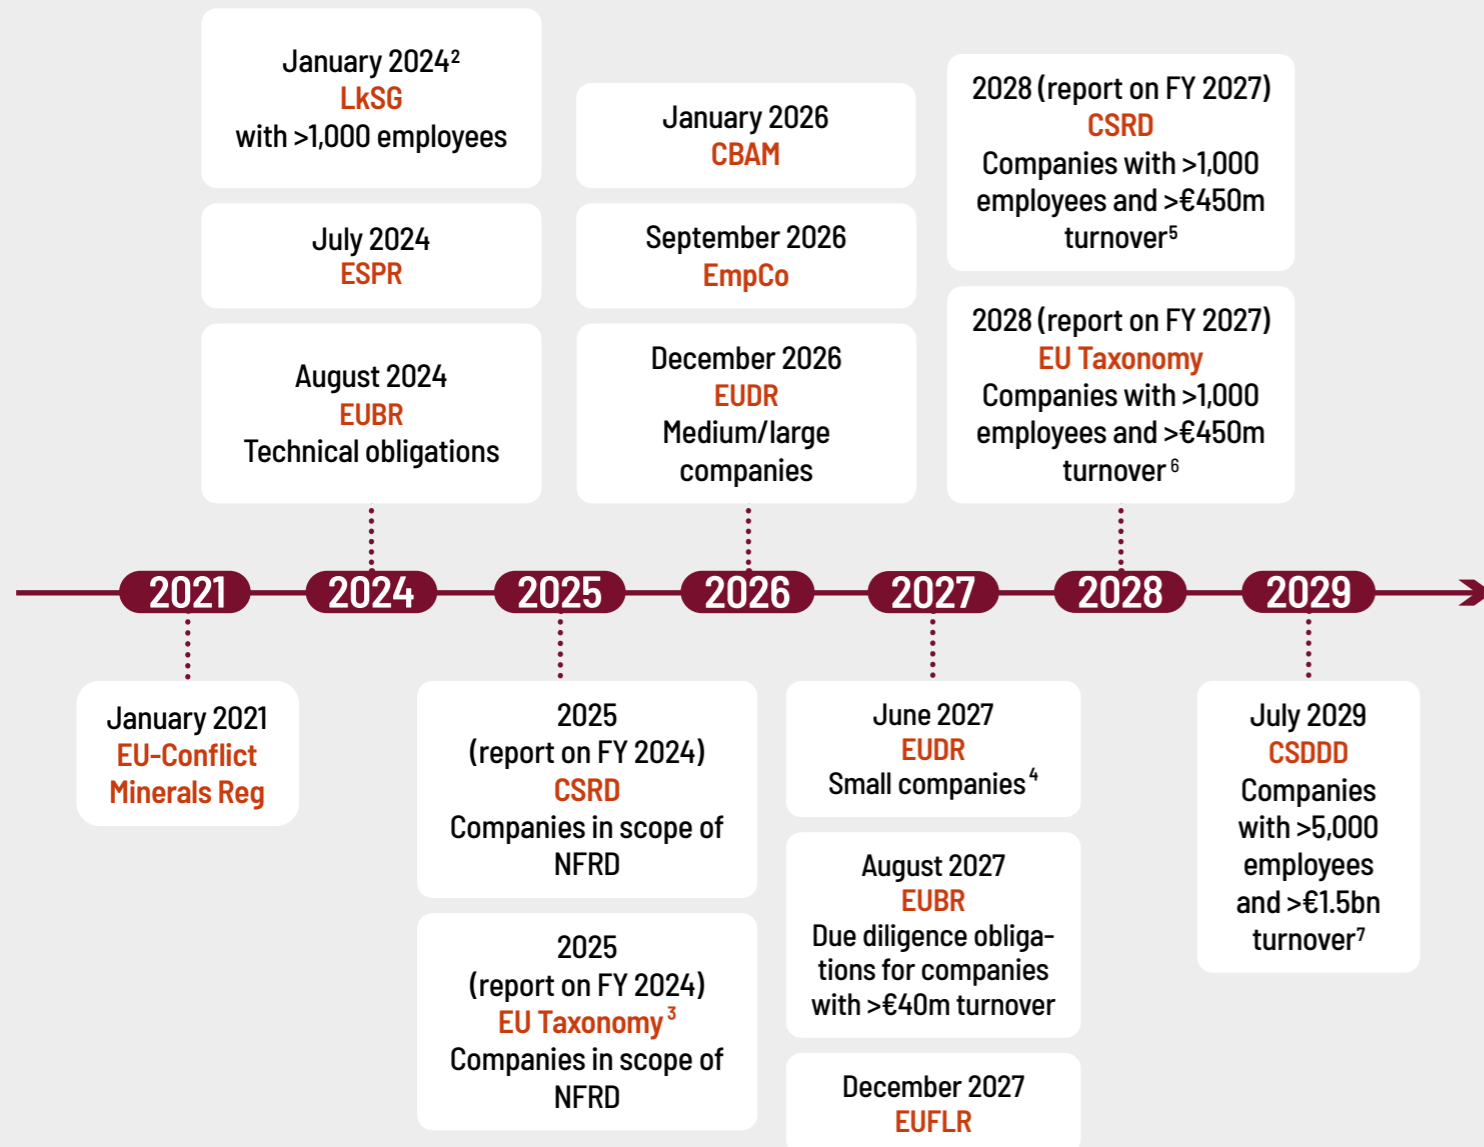 January 2024²
LkSG
with >1,000 employees
July 2024
ESPR
August 2024
EUBR
Technical obligations
January 2026
CBAM
September 2026
EmpCo
December 2026
EUDR
Medium/large
companies
2028 (report on FY 2027)
CSRD
Companies with >1,000
employees and >€450m
turnover⁵
2028 (report on FY 2027)
EU Taxonomy
Companies with >1,000
employees and >€450m
turnover⁶
2021
2024
2025
2026
2027
2028
2029
January 2021
EU-Conflict
Minerals Reg
2025
(report on FY 2024)
CSRD
Companies in scope of
NFRD
2025
(report on FY 2024)
EU Taxonomy³
Companies in scope of
NFRD
June 2027
EUDR
Small companies⁴
August 2027
EUBR
Due diligence obliga-
tions for companies
with >€40m turnover
December 2027
EUFLR
July 2029
CSDDD
Companies
with >5,000
employees
and >€1.5bn
turnover⁷